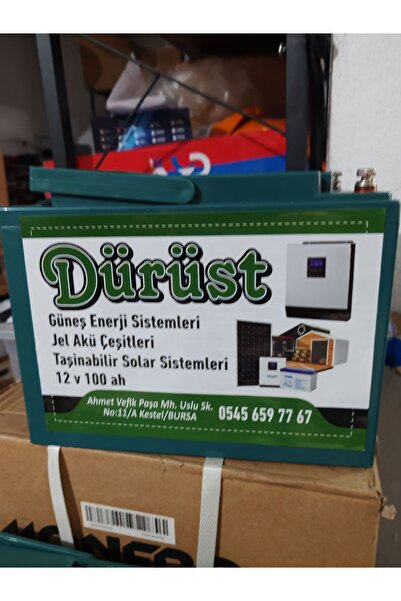 Dürüst
Güneş Enerji Sistemleri
Jel Akü Çeşitleri
Taşinabilir Solar Sistemleri
12 v 100 ah
Ahmet Vefik Paşa Mh. Uslu Sk.
No:11/A Kestel/BURSA
0545 659 77 67